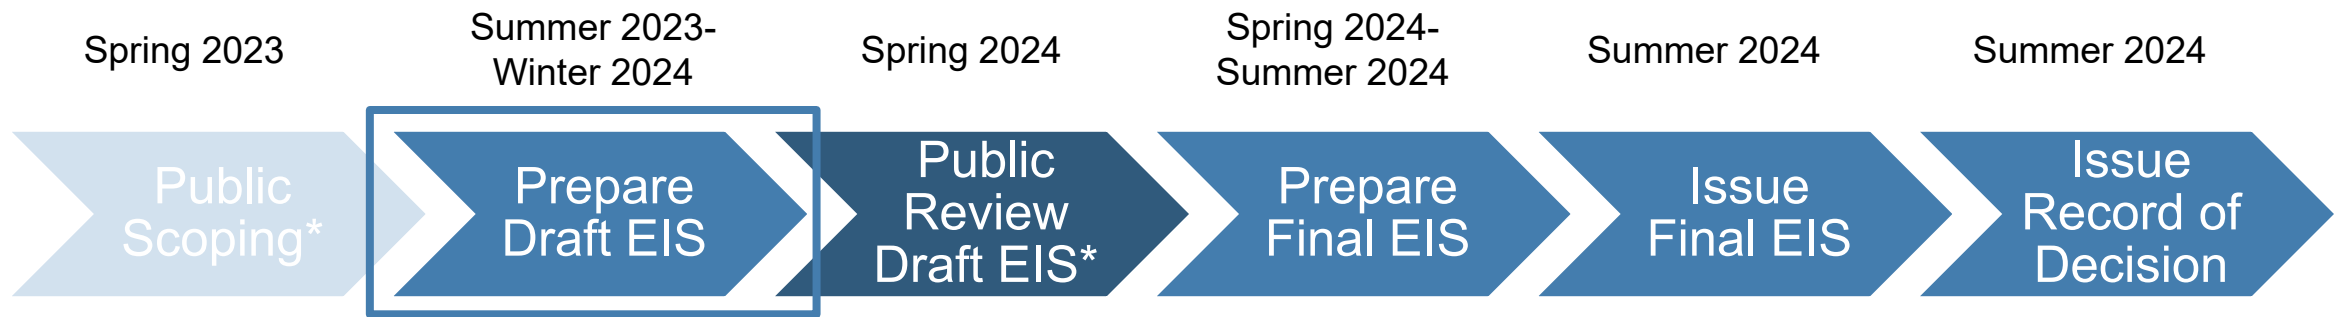 Spring 2023
Summer 2023-
Winter 2024
Spring 2024
Spring 2024-
Summer 2024
Summer 2024
Summer 2024
Public
Scoping*
Prepare
Draft EIS
Public
Review
Draft EIS*
Prepare
Final EIS
Issue
Final EIS
Issue
Record of
Decision